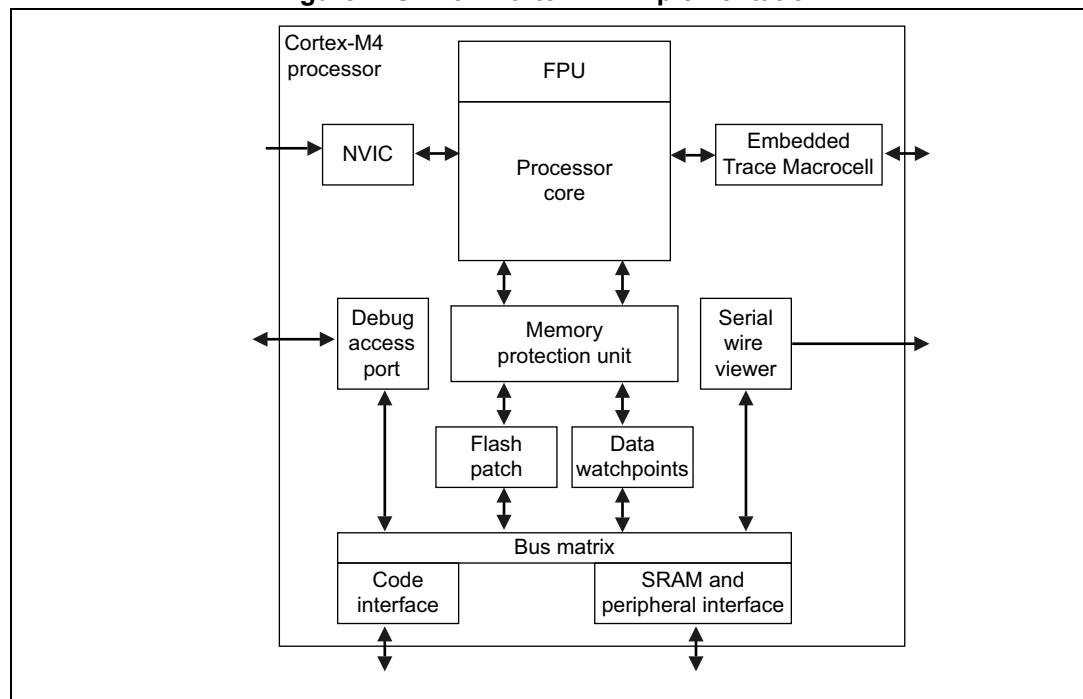 Cortex-M4
processor
FPU
NVIC
Processor
core
Embedded
Trace Macrocell
Debug
access
port
Memory
protection unit
Serial
wire
viewer
Flash
patch
Data
watchpoints
Bus matrix
Code
interface
SRAM and
peripheral interface